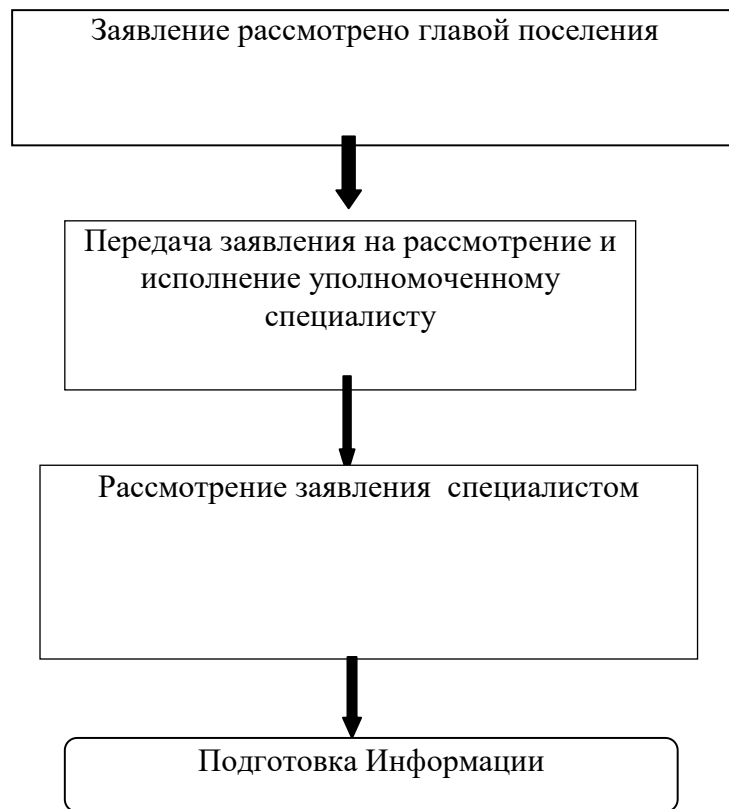 Заявление рассмотрено главой поселения
Передача заявления на рассмотрение и
исполнение уполномоченному
специалисту
Рассмотрение заявления  специалистом
Подготовка Информации